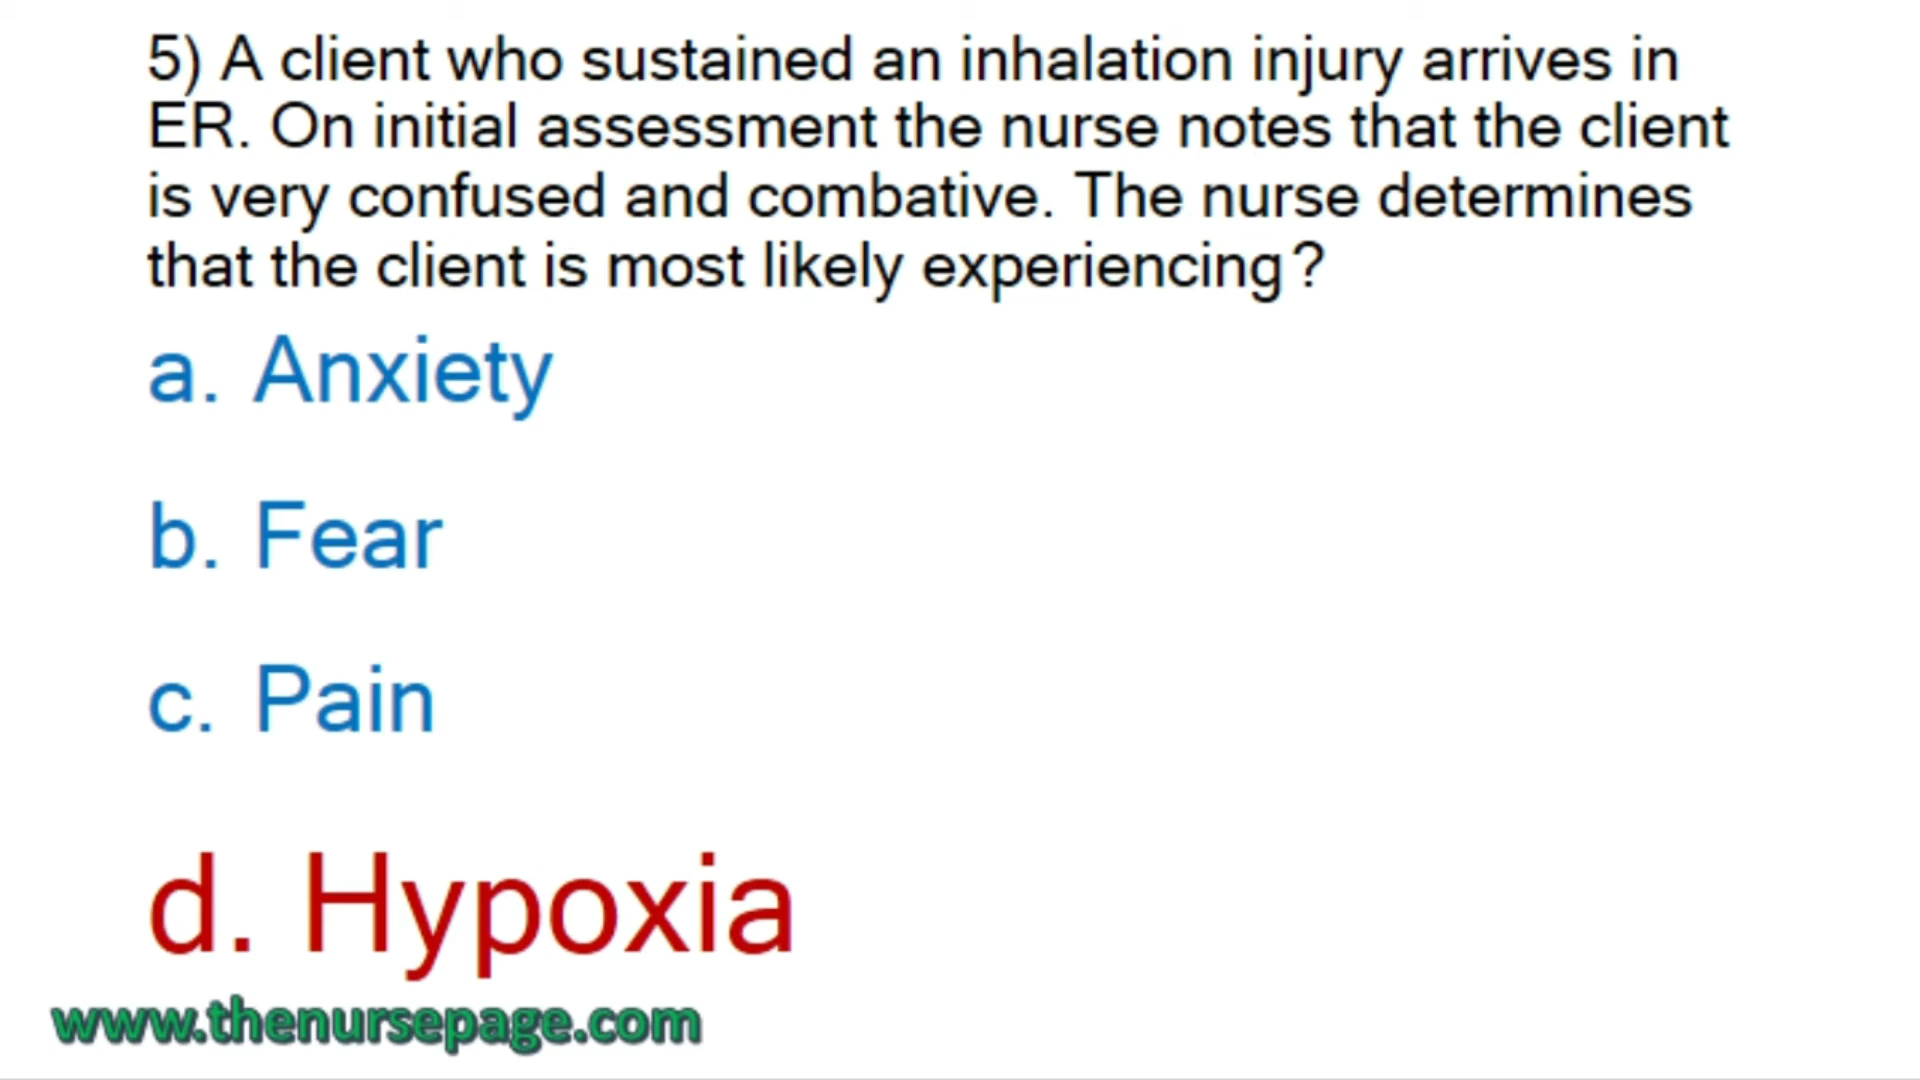 5) A client who sustained an inhalation injury arrives in
ER. On initial assessment the nurse notes that the client
is very confused and combative. The nurse determines
that the client is most likely experiencing?
a. Anxiety
b. Fear
c. Pain
d. Hypoxia
www.thenursepage.com